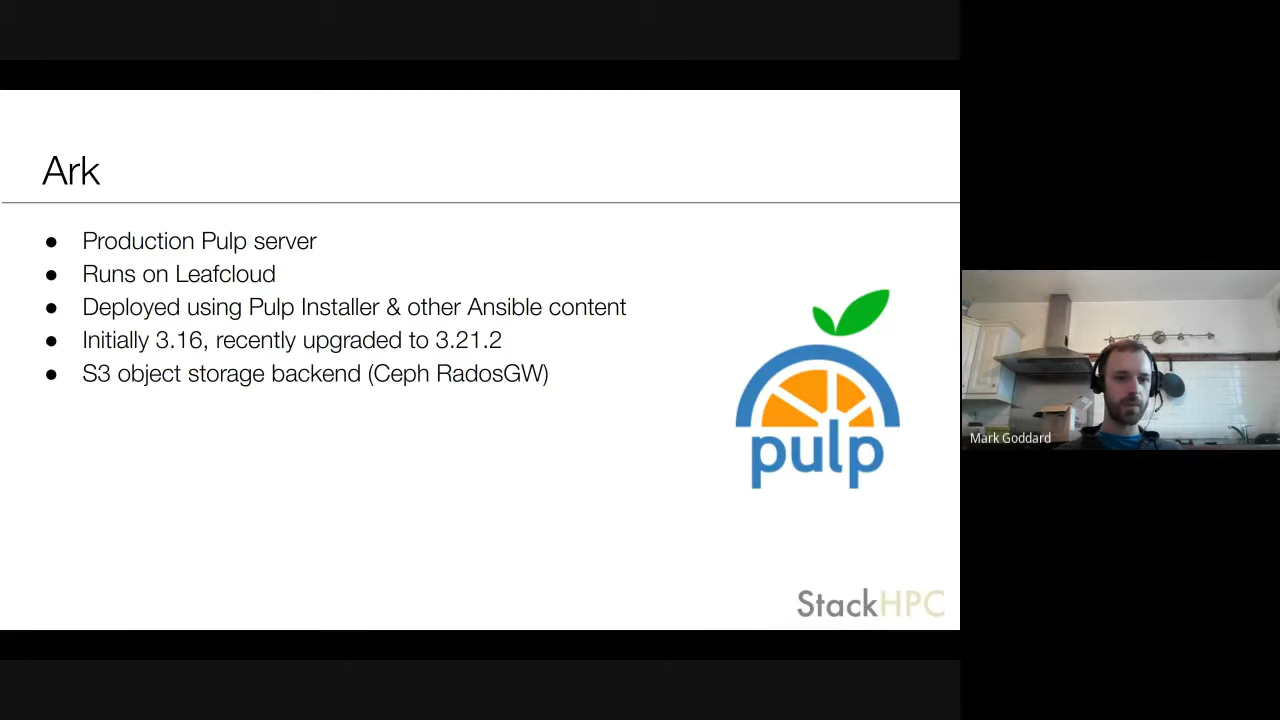 Ark
● Production Pulp server
● Runs on Leafcloud
● Deployed using Pulp Installer & other Ansible content
● Initially 3.16, recently upgraded to 3.21.2
● S3 object storage backend (Ceph RadosGW)
pulp
StackHPC
Mark Goddard